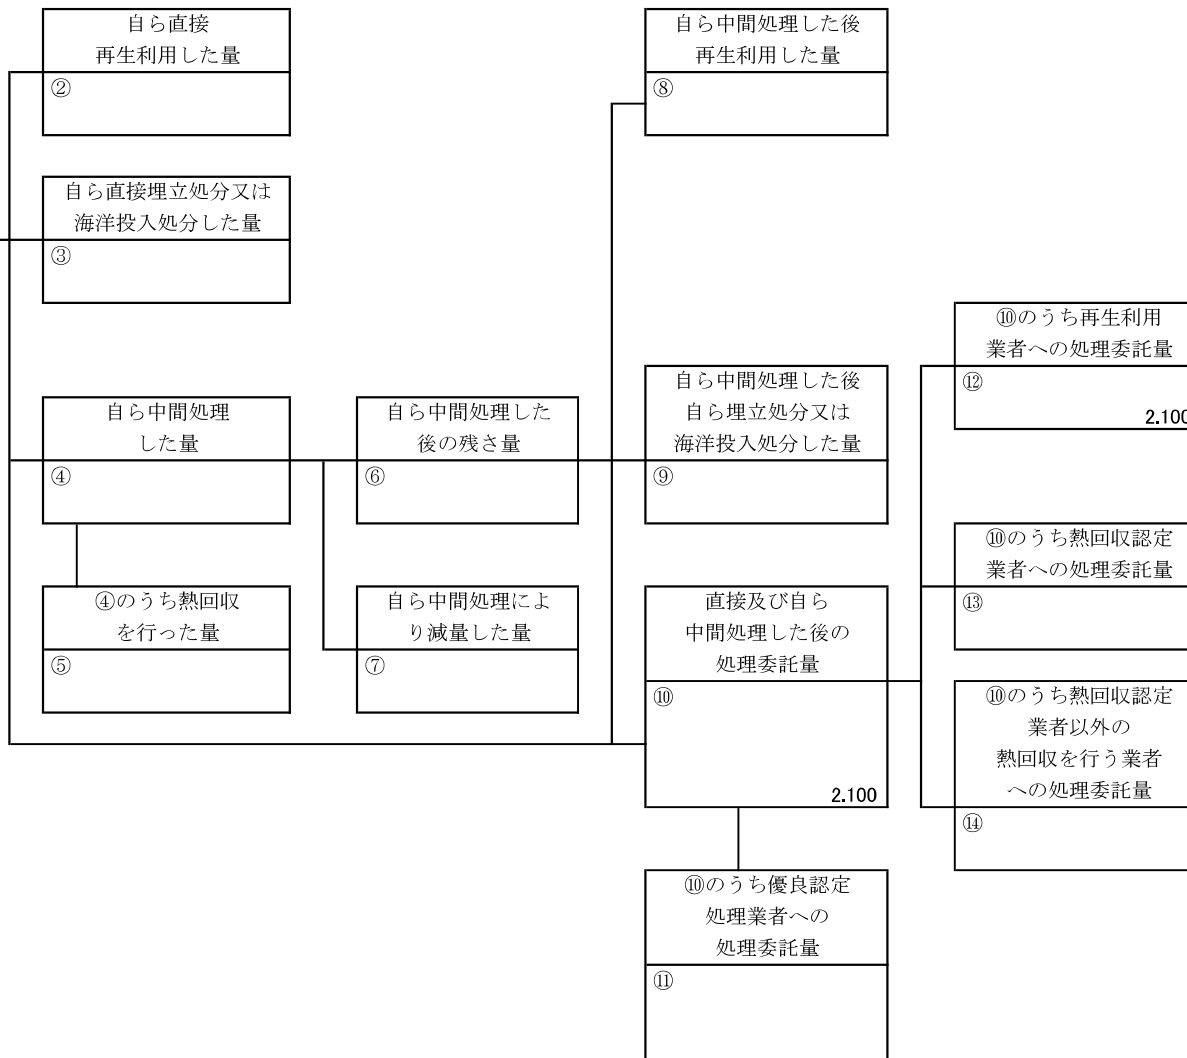 自ら直接
再生利用した量
②
自ら直接埋立処分又は
海洋投入処分した量
③
自ら中間処理
した量
④
④のうち熱回収
を行った量
⑤
自ら中間処理した
後の残さ量
⑥
自ら中間処理によ
り減量した量
⑦
自ら中間処理した後
再生利用した量
⑧
自ら中間処理した後
自ら埋立処分又は
海洋投入処分した量
⑨
直接及び自ら
中間処理した後の
処理委託量
⑩
2.100
⑩のうち優良認定
処理業者への
処理委託量
⑪
⑩のうち再生利用
業者への処理委託量
⑫
2.100
⑩のうち熱回収認定
業者への処理委託量
⑬
⑩のうち熱回収認定
業者以外の
熱回収を行う業者
への処理委託量
⑭